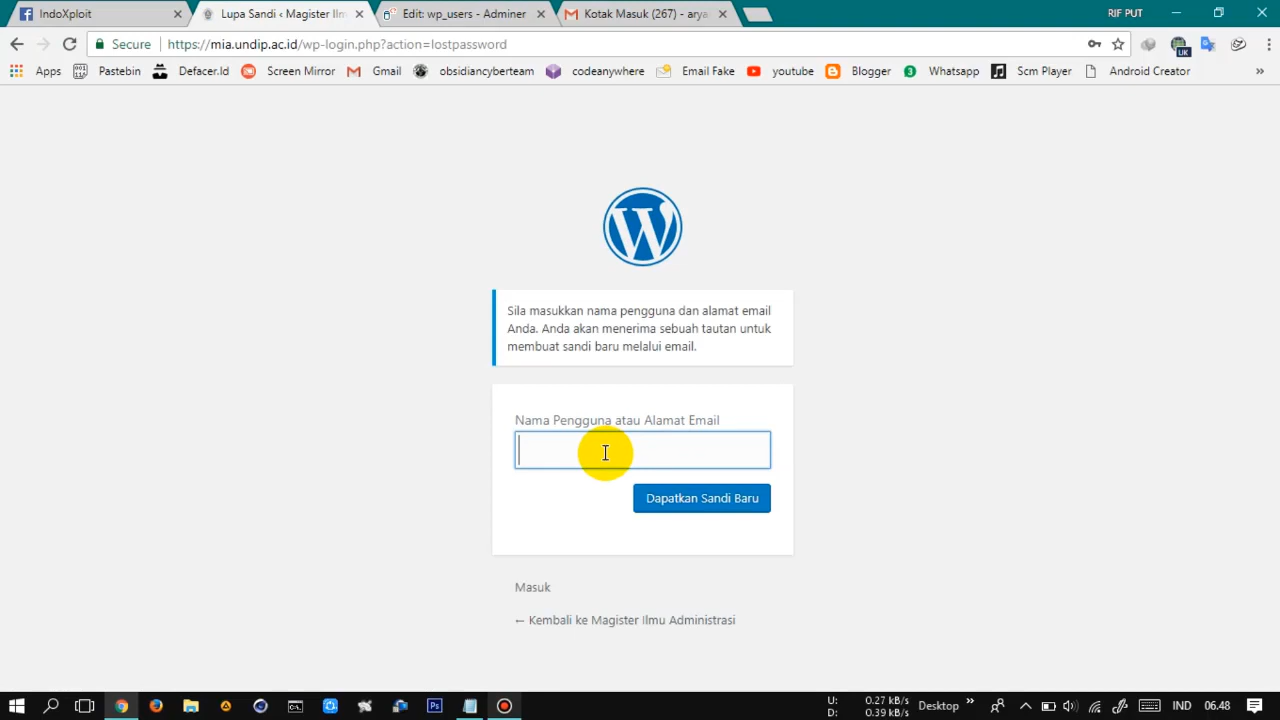 IndoXploit
Lupa Sandi ‹ Magister Ilm
Edit: wp_users - Adminer
Kotak Masuk (267) - arya
RIF PUT
Secure
https://mia.undip.ac.id/wp-login.php?action=lostpassword
UK
Apps
Pastebin
Defacer.Id
Screen Mirror
Gmail
obsidiancyberteam
codeanywhere
Email Fake
youtube
Blogger
3
Whatsapp
Scm Player
Android Creator
»
Sila masukkan nama pengguna dan alamat email
Anda. Anda akan menerima sebuah tautan untuk
membuat sandi baru melalui email.
Nama Pengguna atau Alamat Email
Dapatkan Sandi Baru
Masuk
← Kembali ke Magister Ilmu Administrasi
Ps
U: 0.27 kB/s
D: 0.39 kB/s
Desktop »
IND
06.48